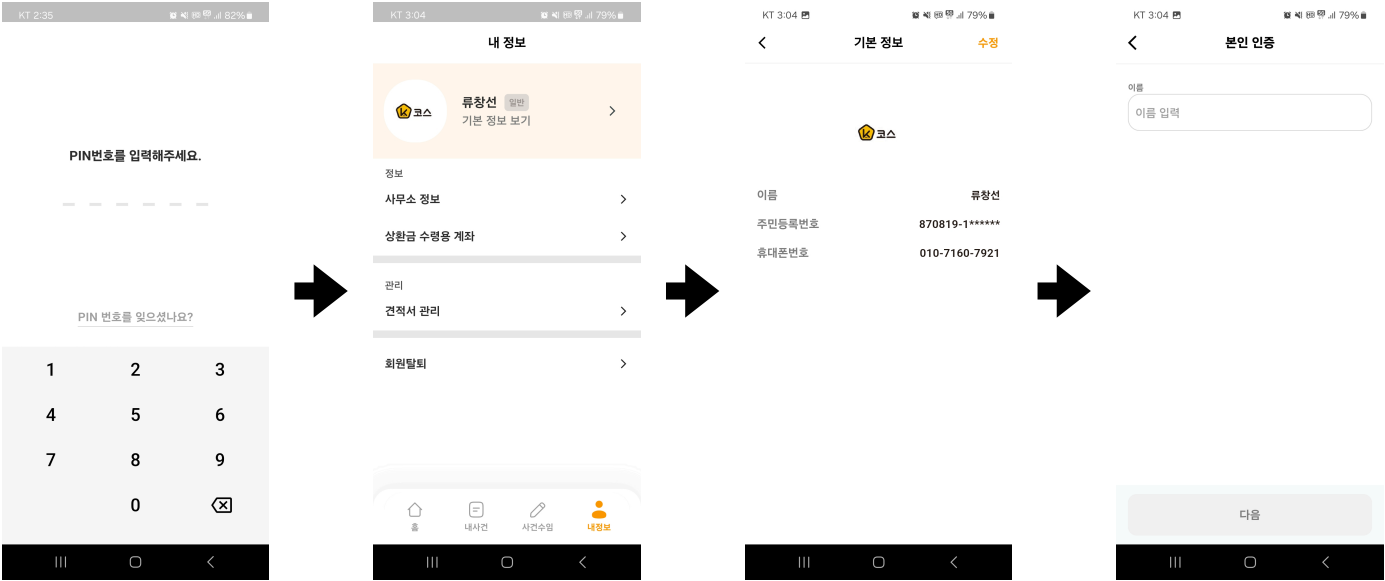 KT 2:35
82%
PIN번호를 입력해주세요.
PIN 번호를 잊으셨나요?
1 2 3
4 5 6
7 8 9
0
KT 3:04
79%
내 정보
코스
류창선 일반
기본 정보 보기
정보
사무소 정보
상환금 수령용 계좌
관리
견적서 관리
회원탈퇴
홈 내사건 사건수임 내정보
KT 3:04
79%
기본 정보 수정
k코스
이름 류창선
주민등록번호 870819-1******
휴대폰번호 010-7160-7921
KT 3:04
79%
본인 인증
이름
이름 입력
다음